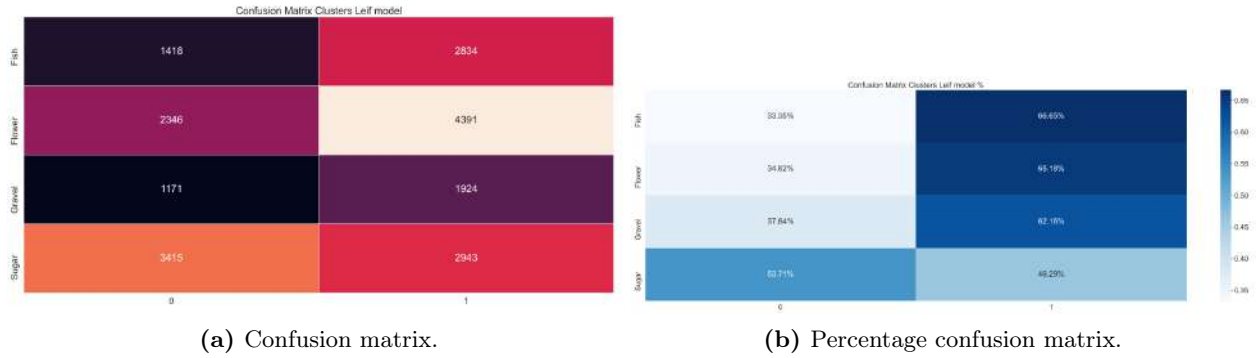 Confusion Matrix Clusters Leif model
Fish
1418
2834
Flower
2346
4391
Gravel
1171
1924
Sugar
3415
2943
0
1
(a) Confusion matrix.
Confusion Matrix Clusters Leif model %
Fish
33.35%
66.65%
Flower
34.82%
65.18%
Gravel
37.84%
62.16%
Sugar
53.71%
46.29%
0
1
0.65
0.60
0.55
0.50
0.45
0.40
0.35
(b) Percentage confusion matrix.